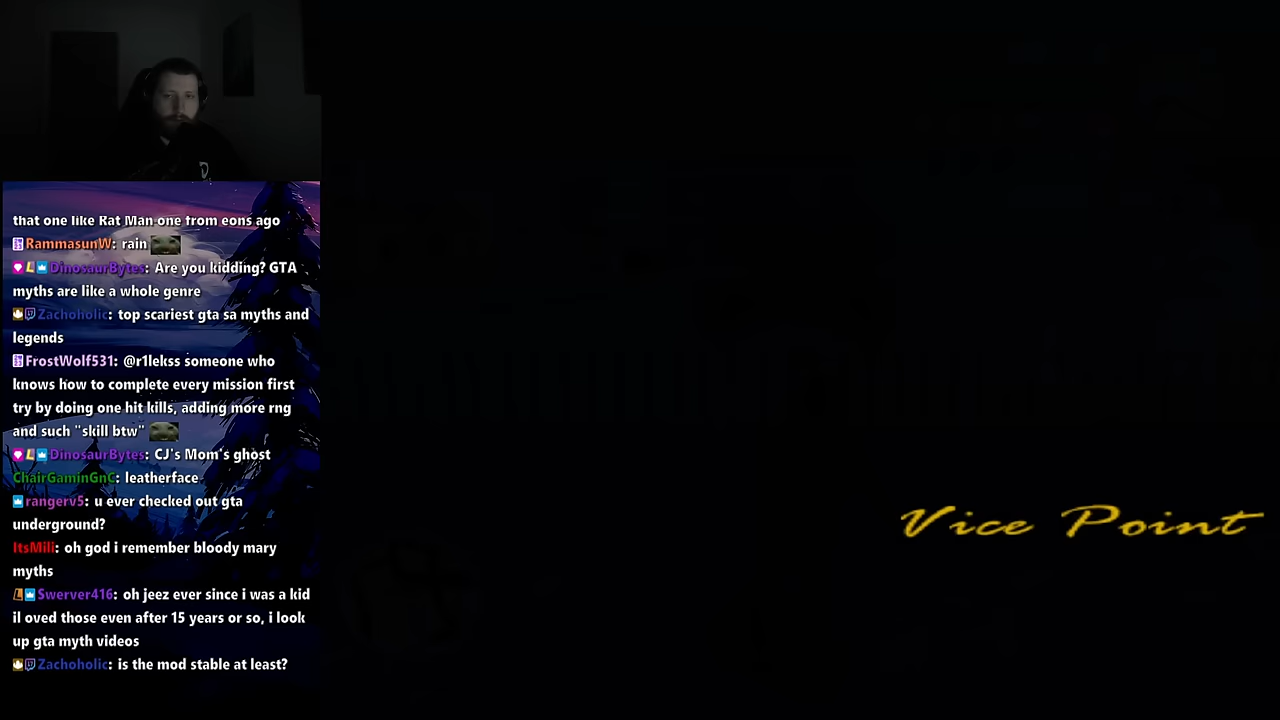 that one like Rat Man one from eons ago
RammasunW: rain
DinosaurBytes: Are you kidding? GTA
myths are like a whole genre
Zachoholic: top scariest gta sa myths and
legends
FrostWolf531: @r1lekss someone who
knows how to complete every mission first
try by doing one hit kills, adding more rng
and such "skill btw"
DinosaurBytes: CJ's Mom's ghost
ChairGaminGnC: leatherface
rangerv5: u ever checked out gta
underground?
ItsMili: oh god i remember bloody mary
myths
Swerver416: oh jeez ever since i was a kid
il oved those even after 15 years or so, i look
up gta myth videos
Zachoholic: is the mod stable at least?
Vice Point